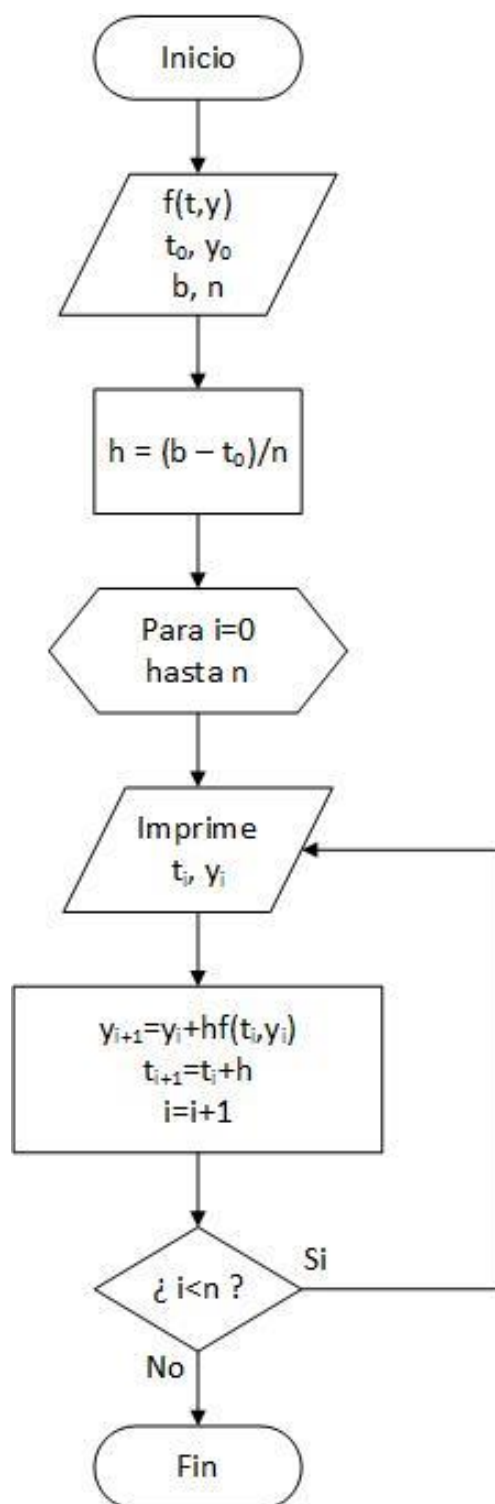 Inicio
f(t,y)
t₀, y₀
b, n
h = (b – t₀)/n
Para i=0
hasta n
Imprime
tᵢ, yᵢ
yᵢ₊₁=yᵢ+hf(tᵢ,yᵢ)
tᵢ₊₁=tᵢ+h
i=i+1
¿ i<n ?
Si
No
Fin